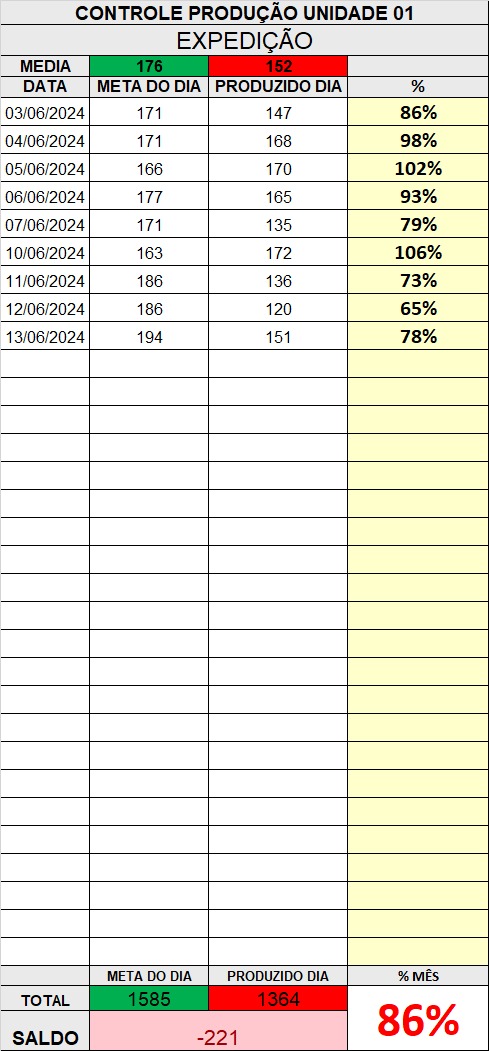 CONTROLE PRODUÇÃO UNIDADE 01
EXPEDIÇÃO
MEDIA 176 152
DATA META DO DIA PRODUZIDO DIA %
03/06/2024 171 147 86%
04/06/2024 171 168 98%
05/06/2024 166 170 102%
06/06/2024 177 165 93%
07/06/2024 171 135 79%
10/06/2024 163 172 106%
11/06/2024 186 136 73%
12/06/2024 186 120 65%
13/06/2024 194 151 78%
META DO DIA PRODUZIDO DIA % MÊS
TOTAL 1585 1364 86%
SALDO -221